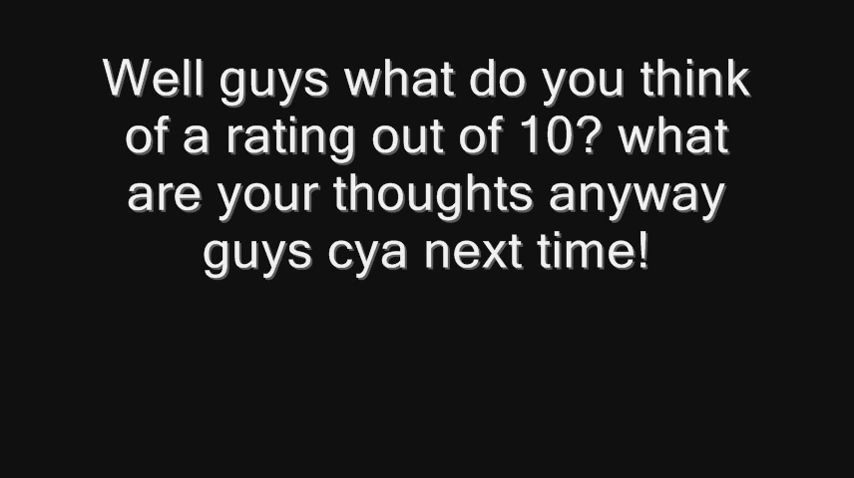 Well guys what do you think
of a rating out of 10? what
are your thoughts anyway
guys cya next time!